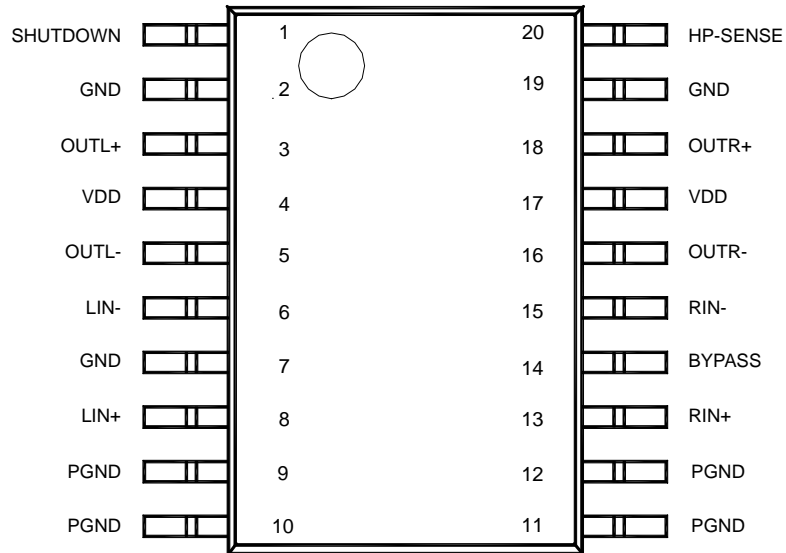 SHUTDOWN 1 20 HP-SENSE
GND 2 19 GND
OUTL+ 3 18 OUTR+
VDD 4 17 VDD
OUTL- 5 16 OUTR-
LIN- 6 15 RIN-
GND 7 14 BYPASS
LIN+ 8 13 RIN+
PGND 9 12 PGND
PGND 10 11 PGND